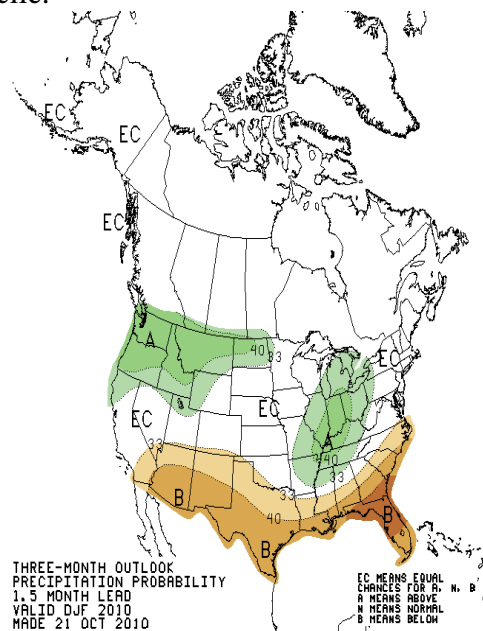 EC
EC
EC
A
40
33
EC
EC
EC
A
40
33
33
33
40
B
B
B
THREE-MONTH OUTLOOK
PRECIPITATION PROBABILITY
1.5 MONTH LEAD
VALID DJF 2010
MADE 21 OCT 2010
EC MEANS EQUAL
CHANCES FOR A, N, B
A MEANS ABOVE
N MEANS NORMAL
B MEANS BELOW